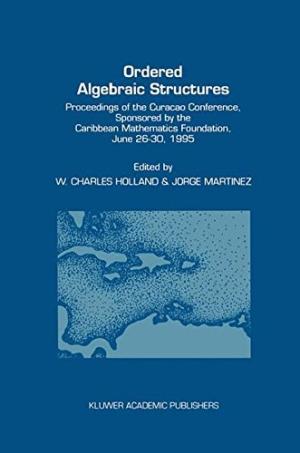 Ordered
Algebraic Structures
Proceedings of the Curacao Conference,
Sponsored by the
Caribbean Mathematics Foundation,
June 26-30, 1995
Edited by
W. CHARLES HOLLAND & JORGE MARTINEZ
KLUWER ACADEMIC PUBLISHERS